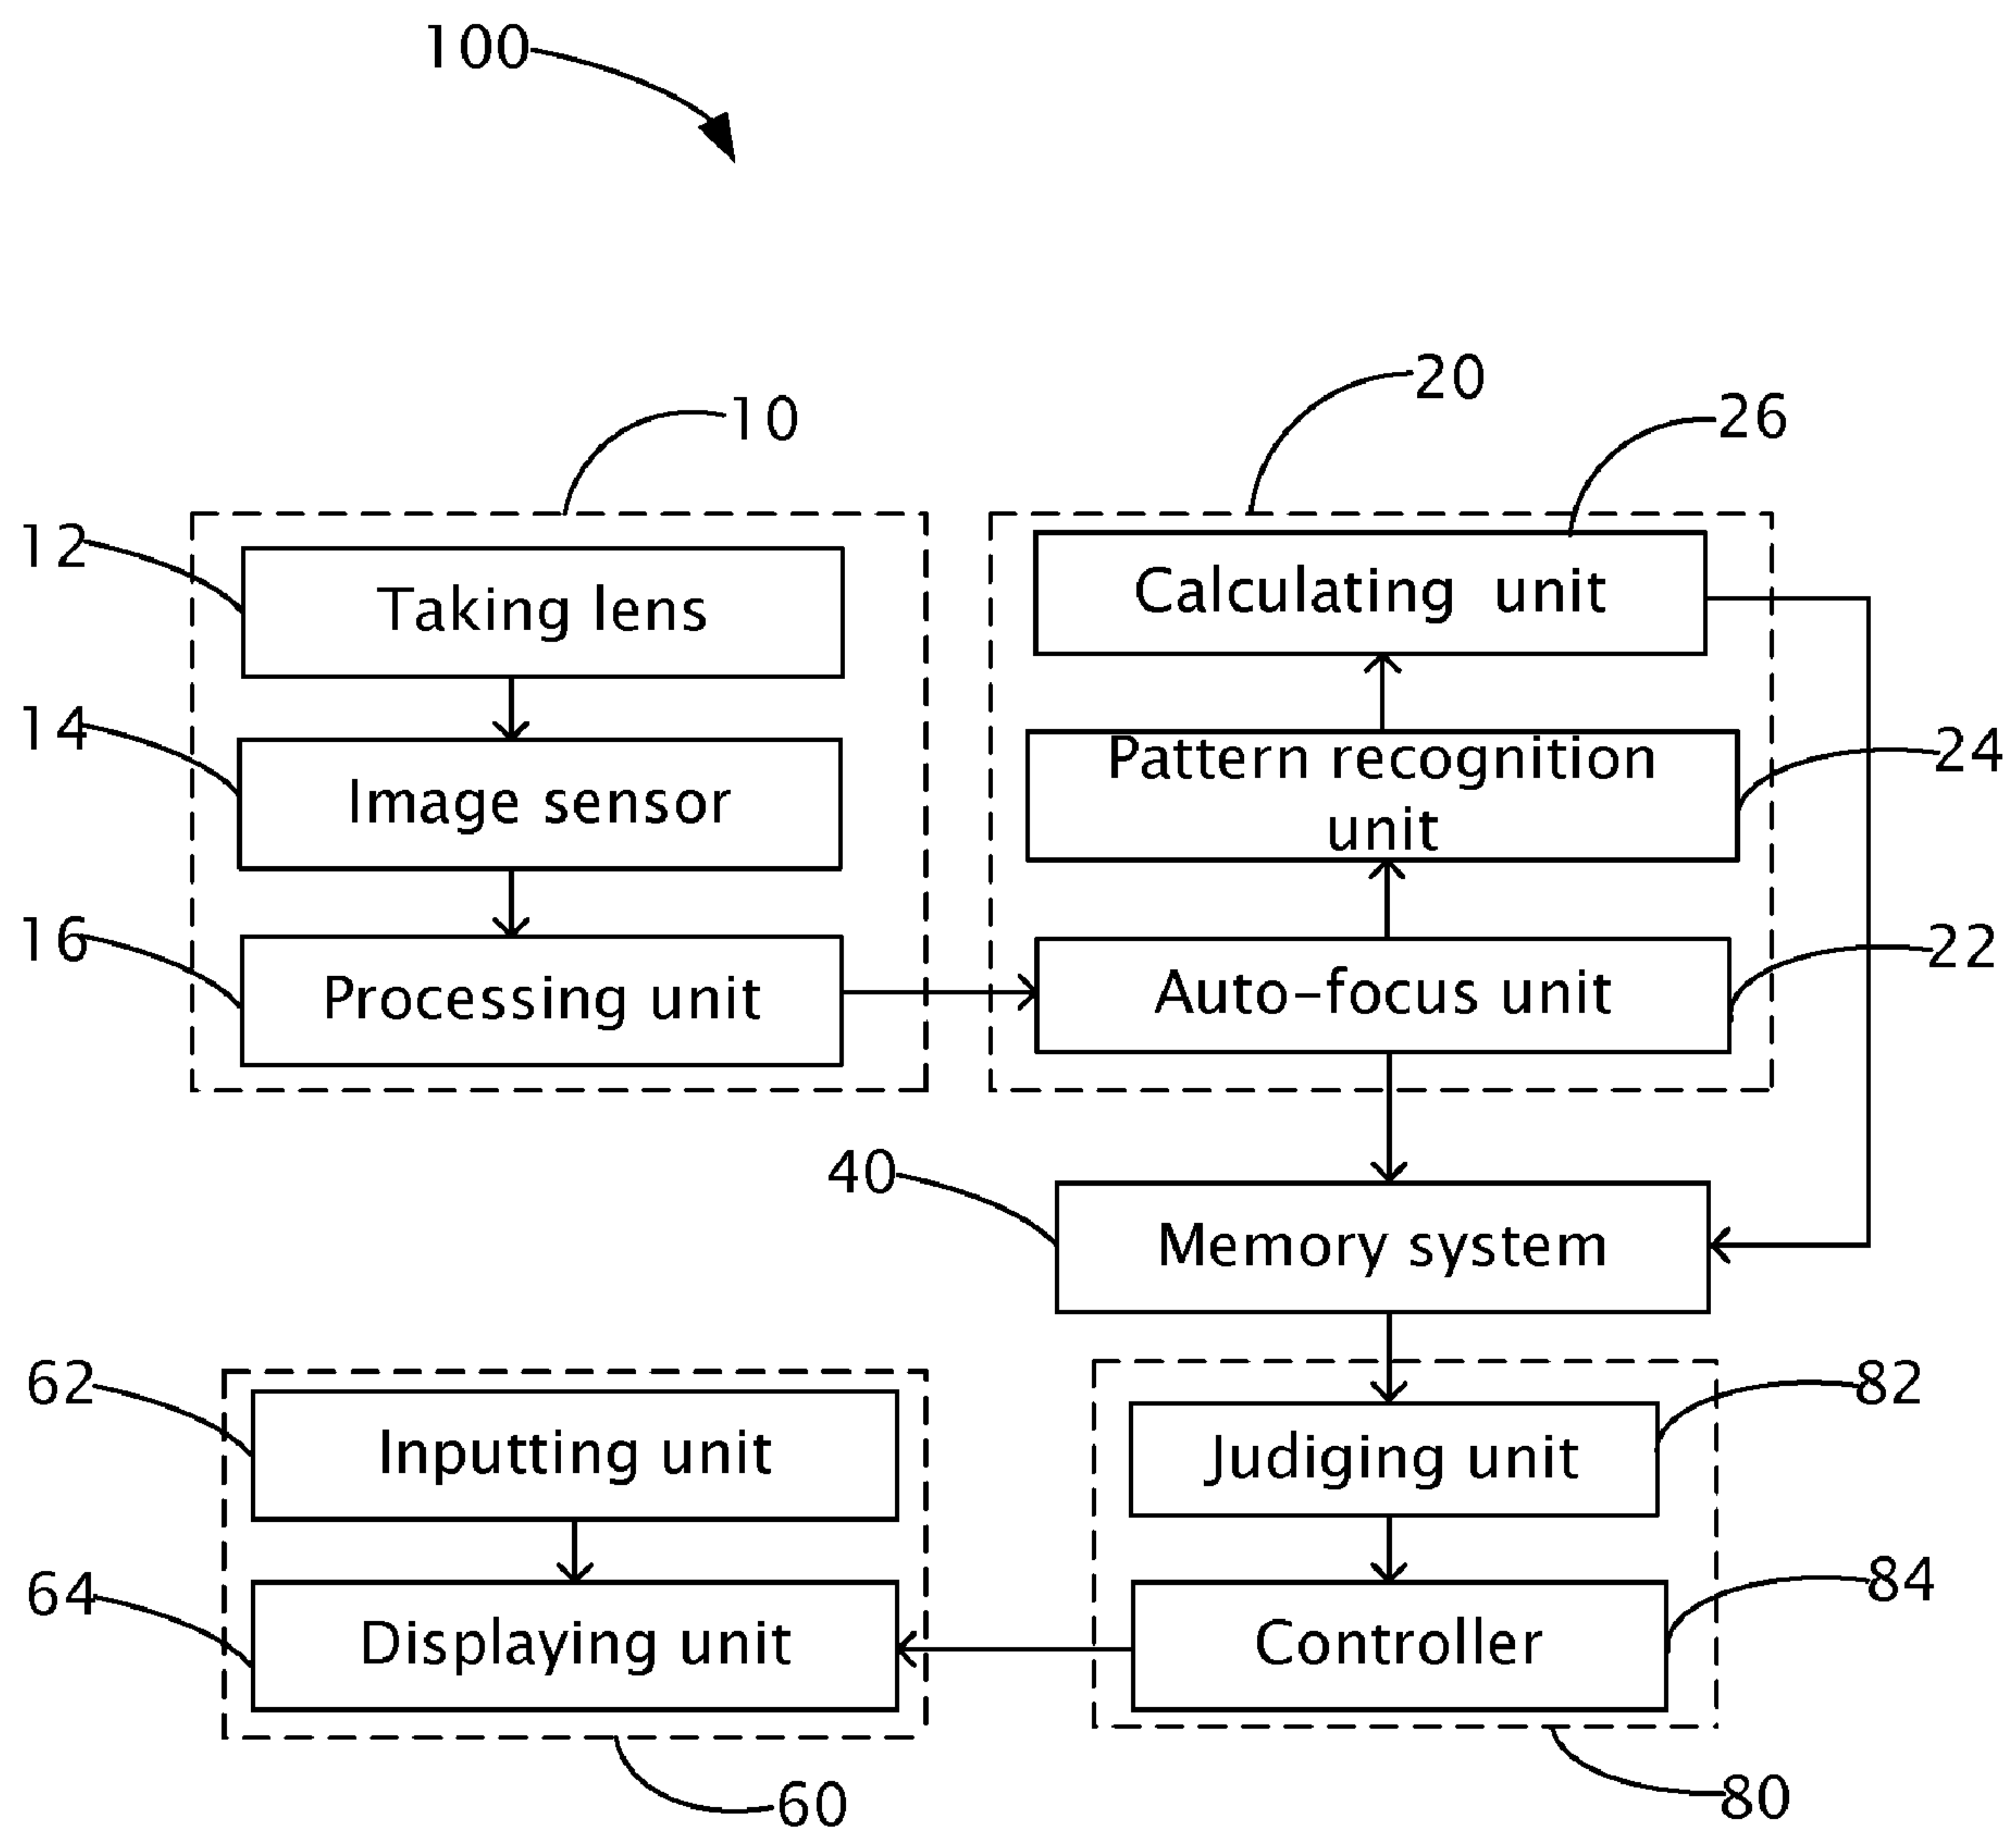 100
10
20
26
12
Taking lens
Calculating unit
14
Image sensor
Pattern recognition
unit
24
16
Processing unit
Auto-focus unit
22
40
Memory system
62
Inputting unit
Judiging unit
82
64
Displaying unit
Controller
84
60
80